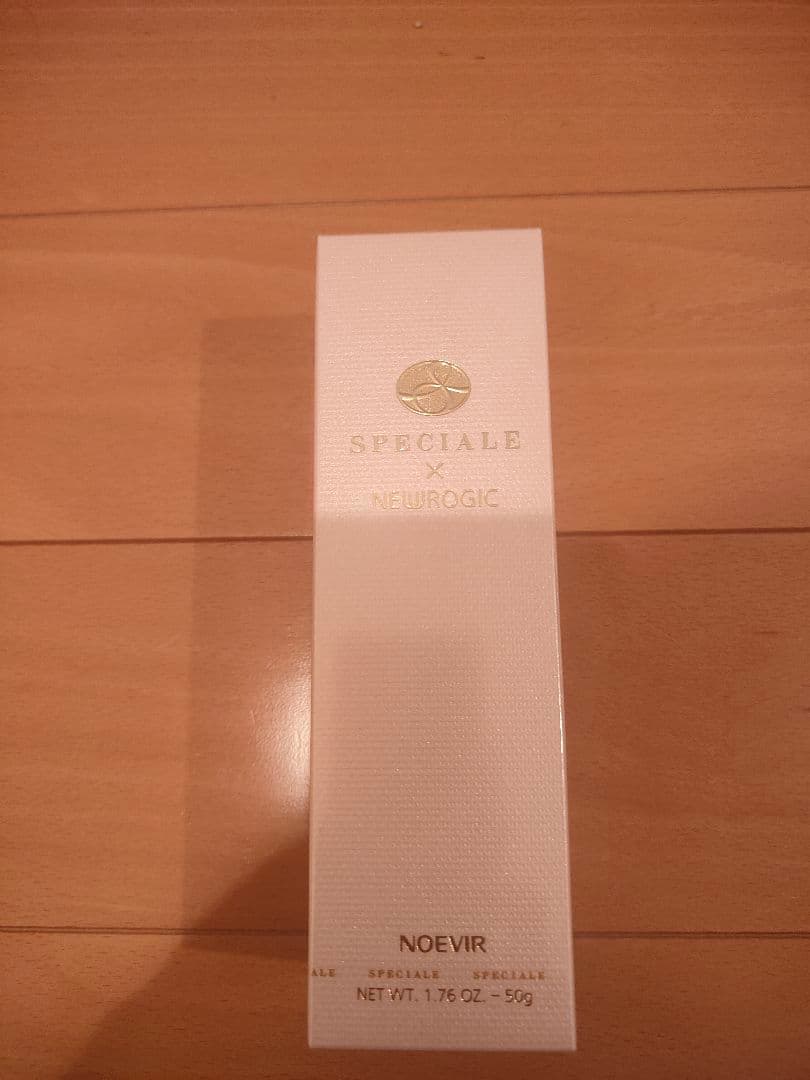 SPECIALE
×
NEWROGIC
NOEVIR
ALE SPECIALE SPECIALE
NET WT. 1.76 OZ. - 50g